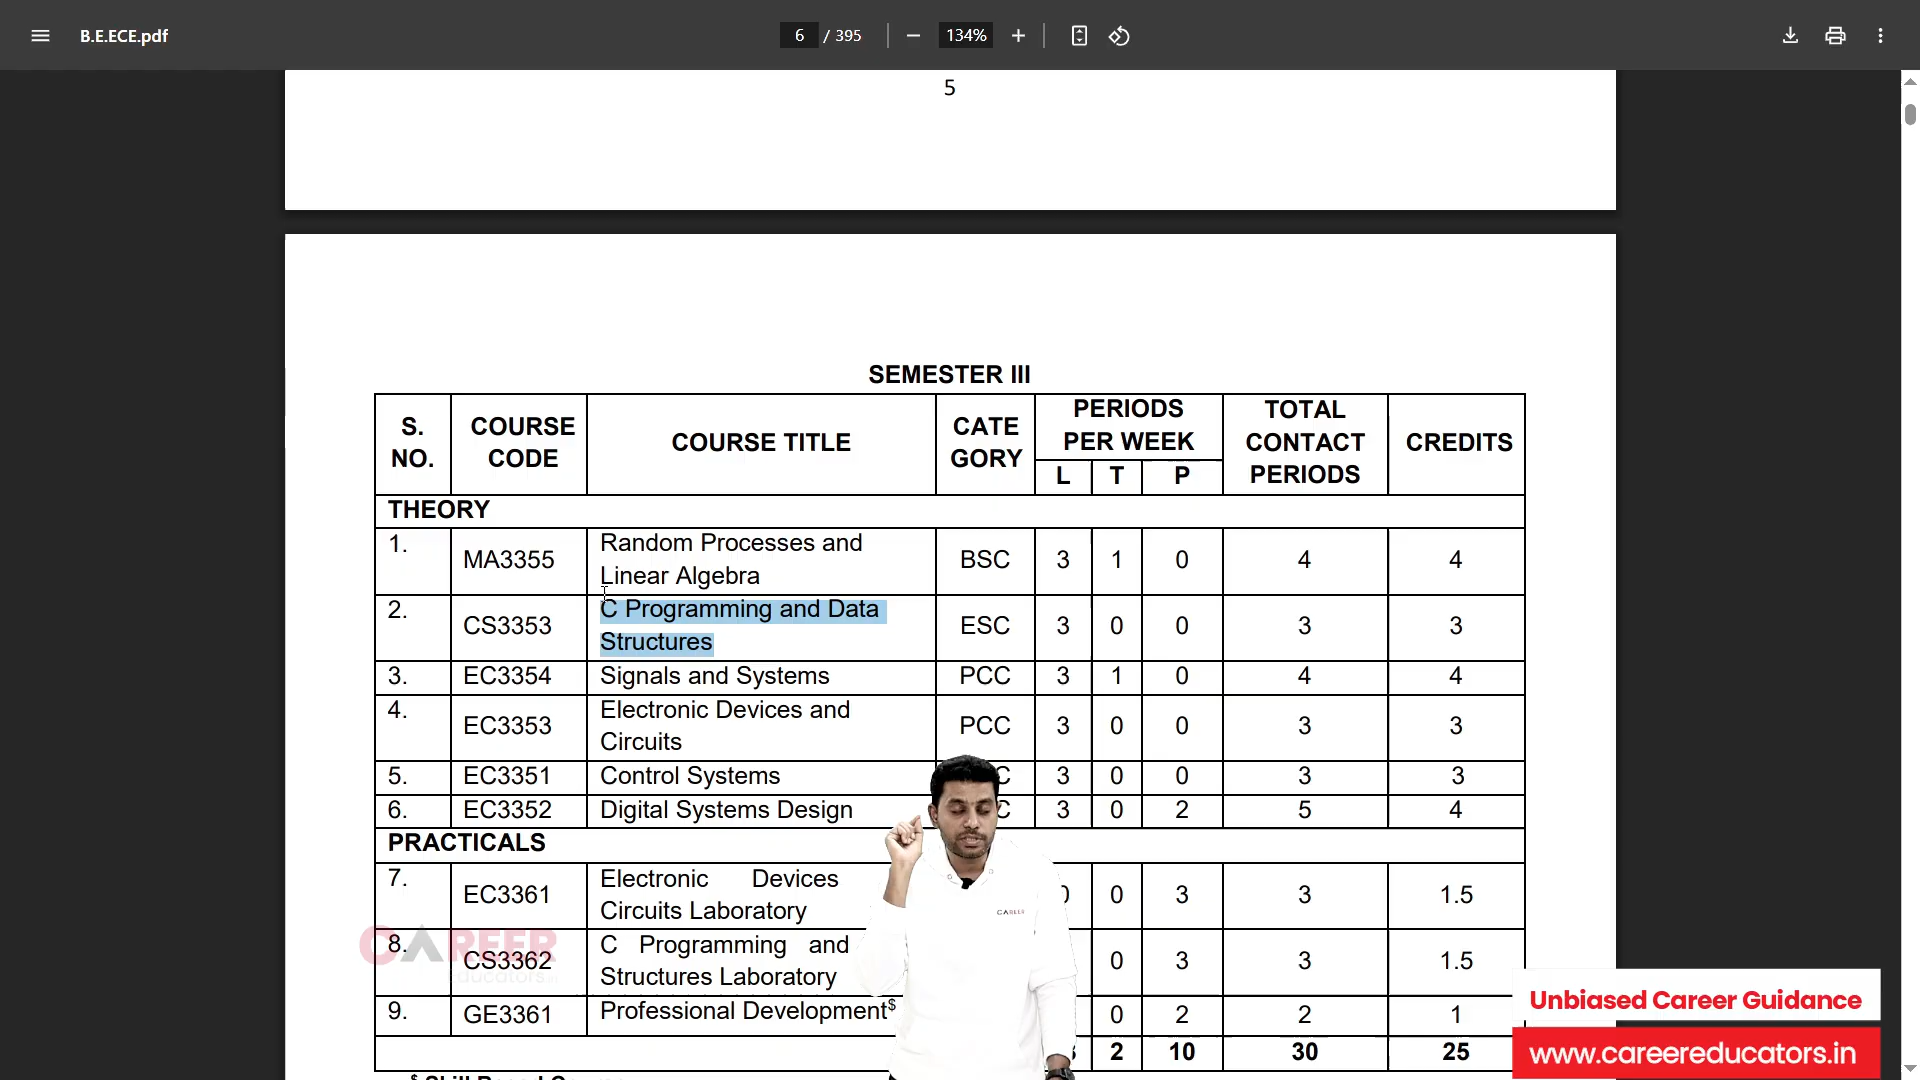 B.E.ECE.pdf
6 / 395
134%
5
SEMESTER III
S. NO. COURSE CODE COURSE TITLE CATE GORY PERIODS PER WEEK TOTAL CONTACT PERIODS CREDITS
L T P
THEORY
1. MA3355 Random Processes and Linear Algebra BSC 3 1 0 4 4
2. CS3353 C Programming and Data Structures ESC 3 0 0 3 3
3. EC3354 Signals and Systems PCC 3 1 0 4 4
4. EC3353 Electronic Devices and Circuits PCC 3 0 0 3 3
5. EC3351 Control Systems C 3 0 0 3 3
6. EC3352 Digital Systems Design C 3 0 2 5 4
PRACTICALS
7. EC3361 Electronic Devices Circuits Laboratory 0 0 3 3 1.5
8. CS3362 C Programming and Structures Laboratory 0 3 3 1.5
9. GE3361 Professional Development$ 0 2 2 1
2 10 30 25
CAREER
educators.in
CAREER
Unbiased Career Guidance
www.careereducators.in